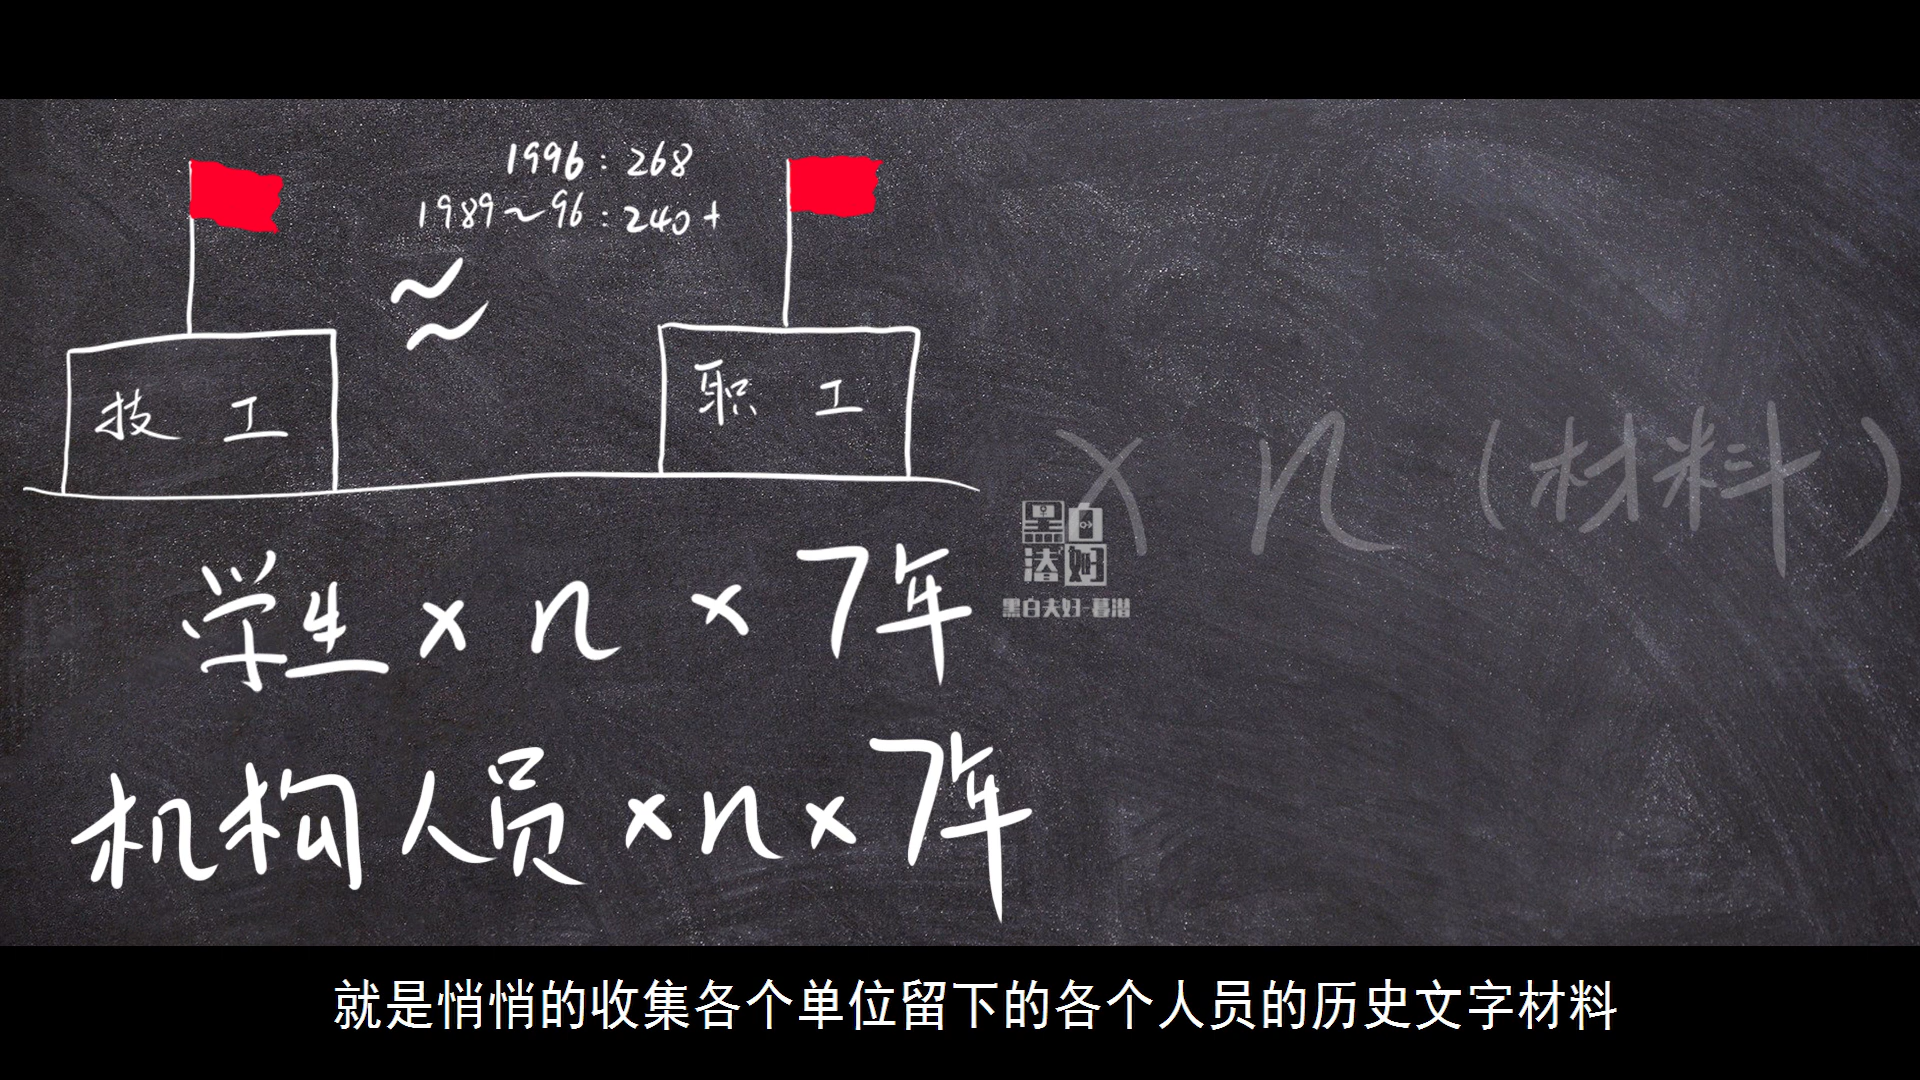 1996：268
1989～96：240+
技工
职工
×n（材料）
黑白
夫妇
黑白夫妇-暮潜
学生×n×7年
机构人员×n×7年
就是悄悄的收集各个单位留下的各个人员的历史文字材料